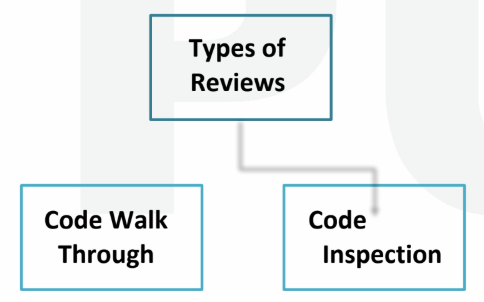 Types of
Reviews
Code Walk
Through
Code
Inspection